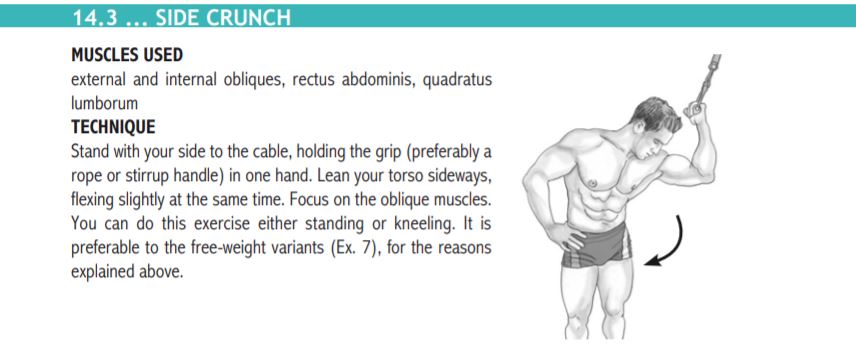 14.3 ... SIDE CRUNCH
MUSCLES USED
external and internal obliques, rectus abdominis, quadratus
lumborum
TECHNIQUE
Stand with your side to the cable, holding the grip (preferably a
rope or stirrup handle) in one hand. Lean your torso sideways,
flexing slightly at the same time. Focus on the oblique muscles.
You can do this exercise either standing or kneeling. It is
preferable to the free-weight variants (Ex. 7), for the reasons
explained above.